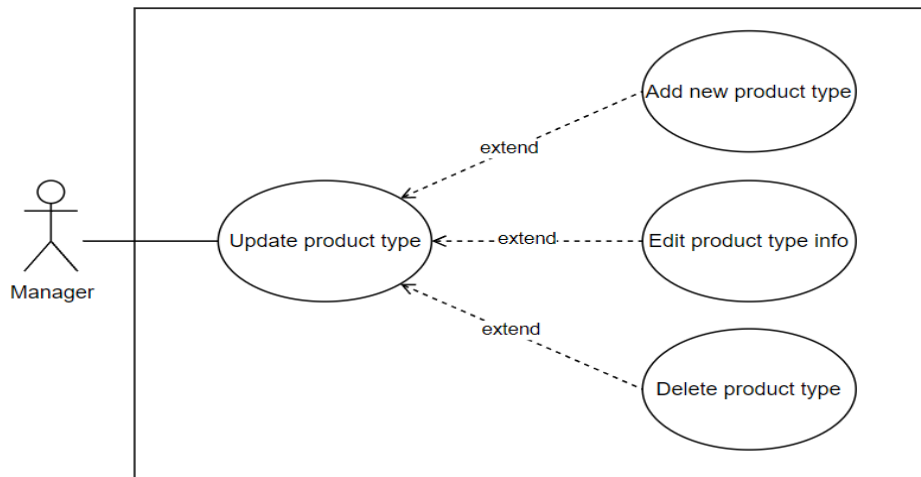 Add new product type
extend
Update product type
extend
Edit product type info
Manager
extend
Delete product type